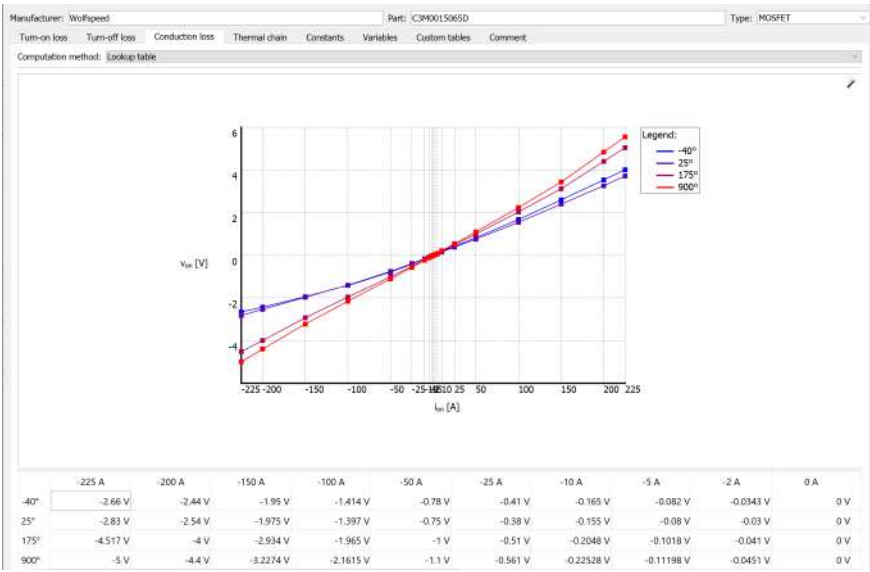 Manufacturer: Wolfspeed Part: C3M0015065D Type: MOSFET
Turn-on loss Turn-off loss Conduction loss Thermal chain Constants Variables Custom tables Comment
Computation method: Lookup table
6
4
2
0
-2
-4
Von [V]
Legend:
-40°
25°
175°
900°
-225 -200 -150 -100 -50 -25 10 25 50 100 150 200 225
ion [A]
-225 A -200 A -150 A -100 A -50 A -25 A -10 A -5 A -2 A 0 A
-40° -2.66 V -2.44 V -1.95 V -1.414 V -0.78 V -0.41 V -0.165 V -0.082 V -0.0343 V 0 V
25° -2.83 V -2.54 V -1.975 V -1.397 V -0.75 V -0.38 V -0.155 V -0.08 V -0.03 V 0 V
175° -4.517 V -4 V -2.934 V -1.965 V -1 V -0.51 V -0.2048 V -0.1018 V -0.041 V 0 V
900° -5 V -4.4 V -3.2274 V -2.1615 V -1.1 V -0.561 V -0.22528 V -0.11198 V -0.0451 V 0 V